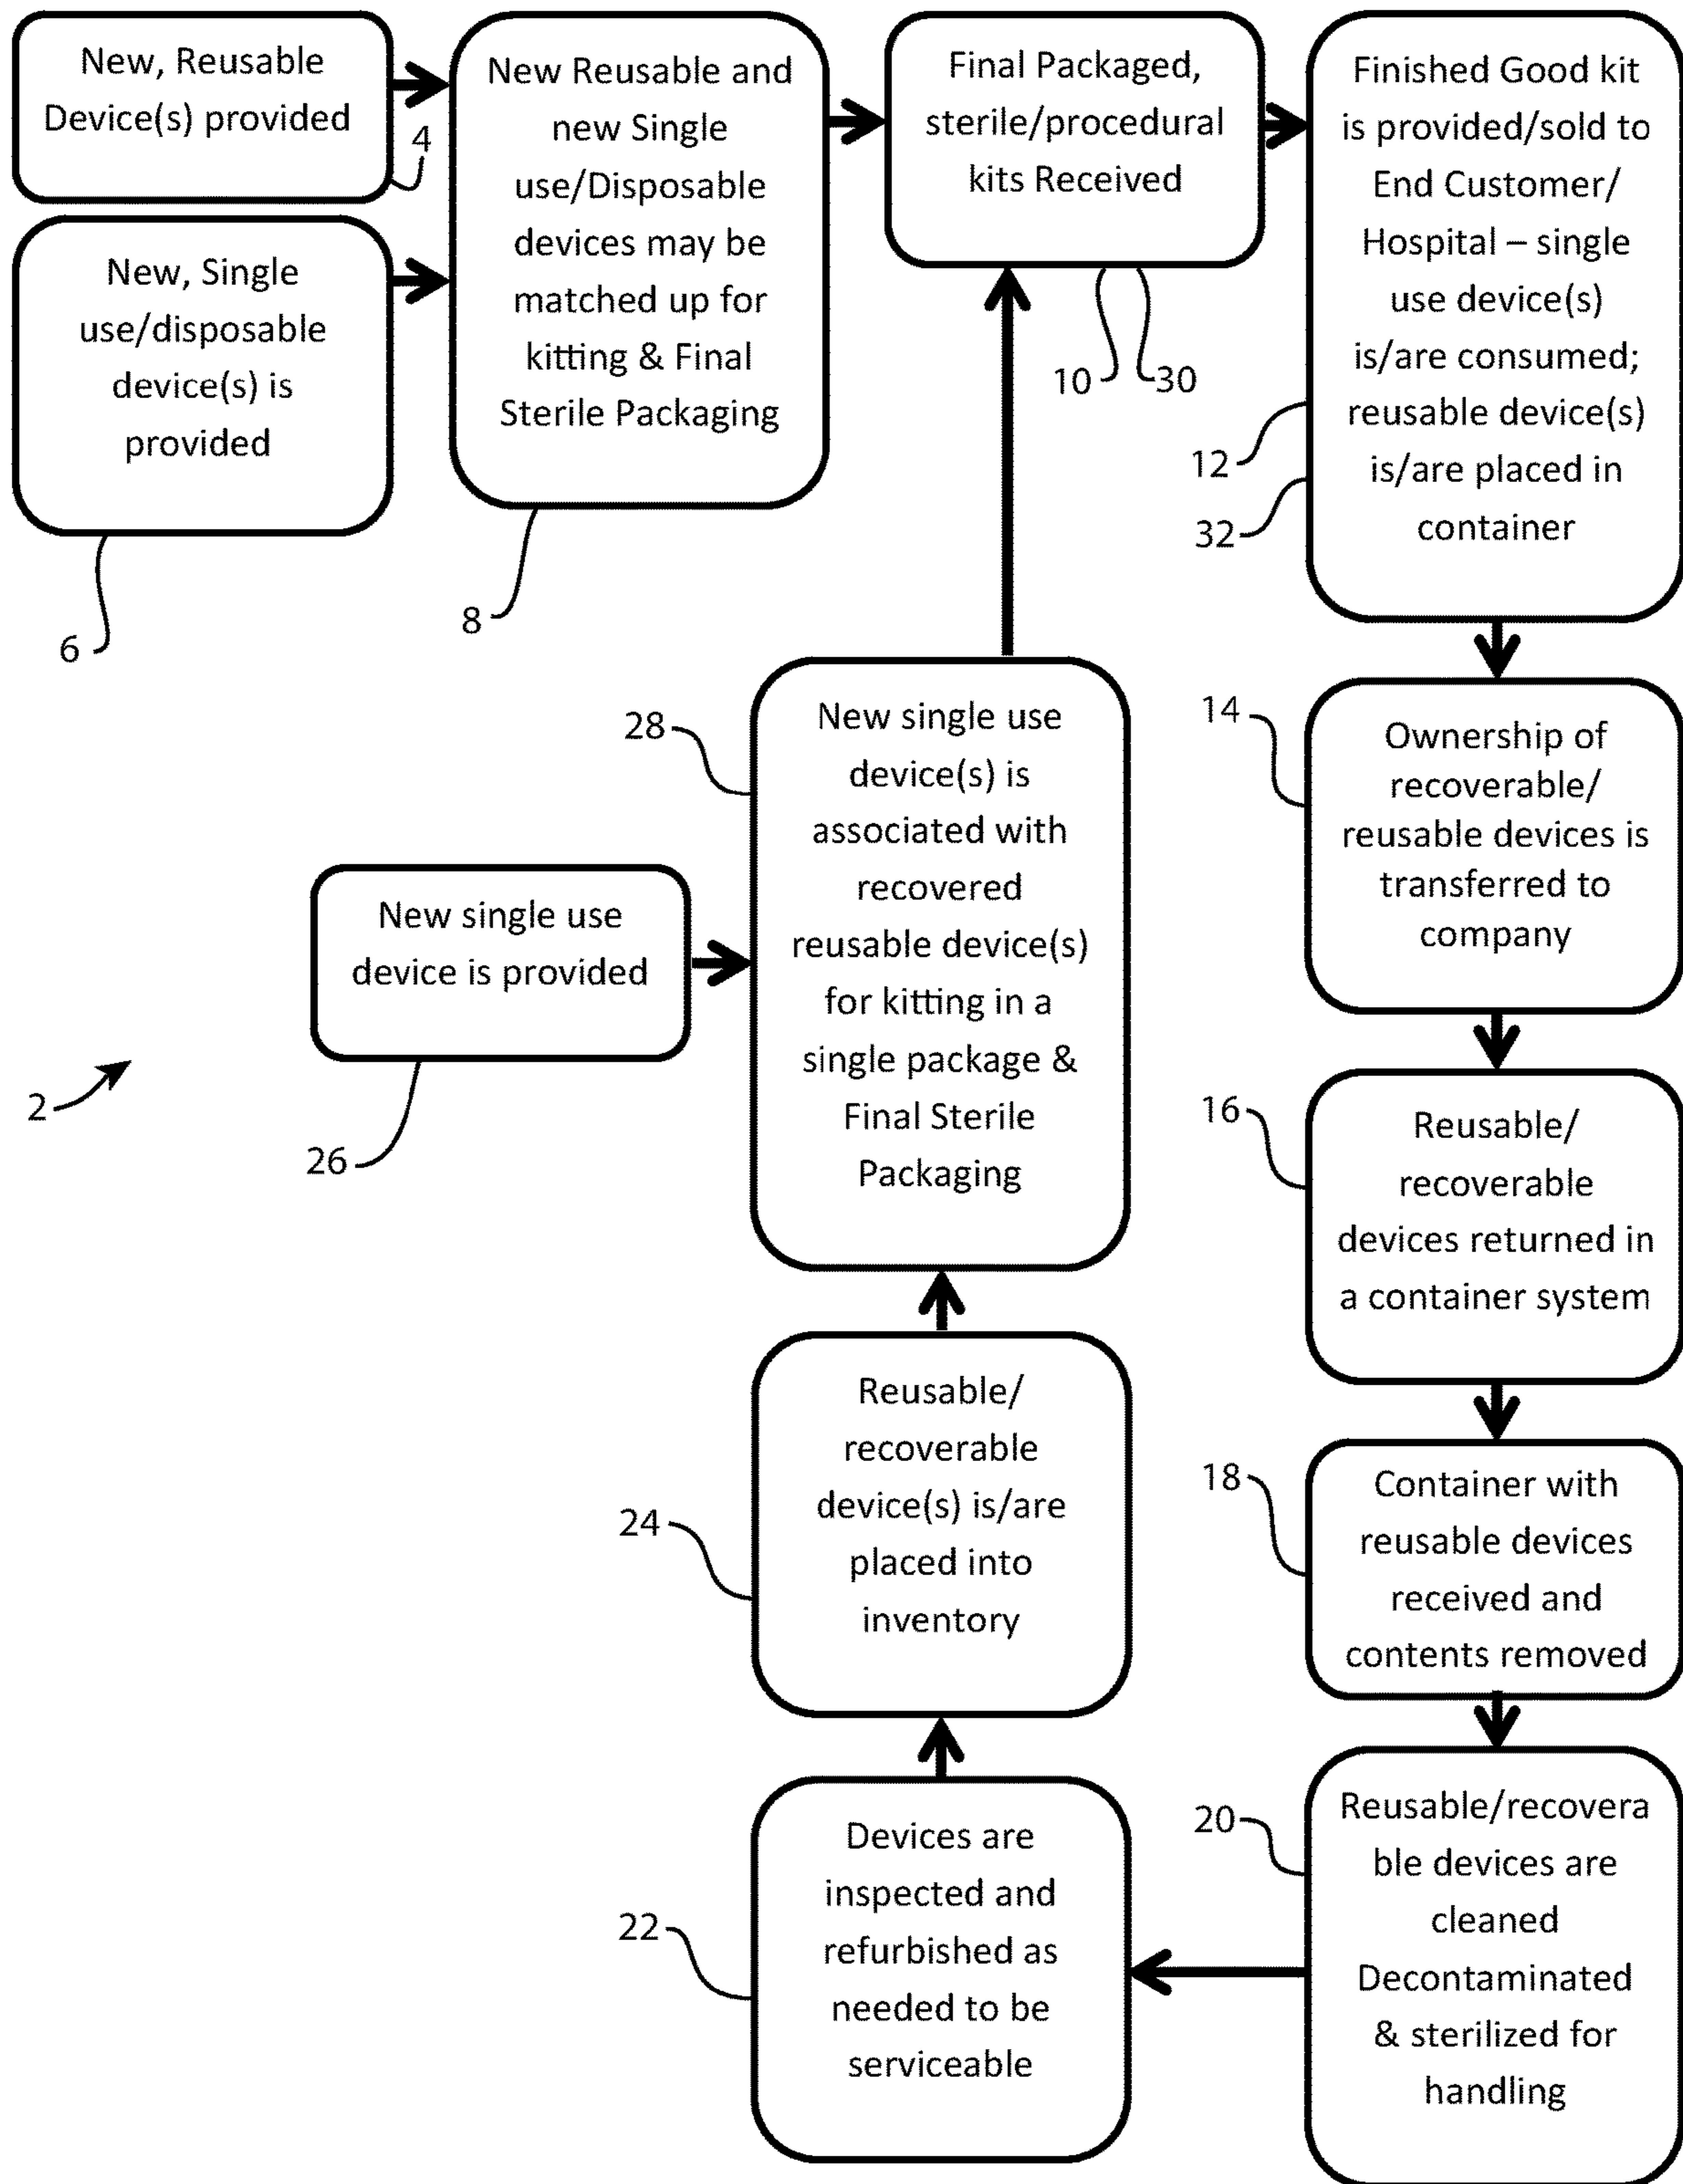 New, Reusable
Device(s) provided
4
New, Single
use/disposable
device(s) is
provided
6
New Reusable and
new Single
use/Disposable
devices may be
matched up for
kitting & Final
Sterile Packaging
8
Final Packaged,
sterile/procedural
kits Received
10
30
Finished Good kit
is provided/sold to
End Customer/
Hospital – single
use device(s)
is/are consumed;
reusable device(s)
is/are placed in
container
12
32
14
Ownership of
recoverable/
reusable devices is
transferred to
company
16
Reusable/
recoverable
devices returned in
a container system
18
Container with
reusable devices
received and
contents removed
20
Reusable/recovera
ble devices are
cleaned
Decontaminated
& sterilized for
handling
22
Devices are
inspected and
refurbished as
needed to be
serviceable
24
Reusable/
recoverable
device(s) is/are
placed into
inventory
New single use
device is provided
26
28
New single use
device(s) is
associated with
recovered
reusable device(s)
for kitting in a
single package &
Final Sterile
Packaging
2